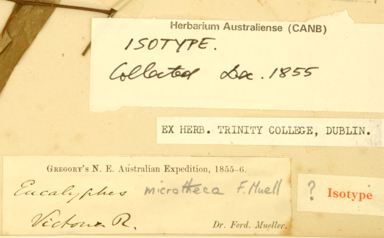 Herbarium Australiense (CANB)
ISOTYPE.
Collected Dec. 1855
EX HERB. TRINITY COLLEGE, DUBLIN.
GREGORY'S N. E. Australian Expedition, 1855-6.
Eucalyptus microtheca F. Muell
? Isotype
Victoria R.
Dr. Ferd. Mueller.